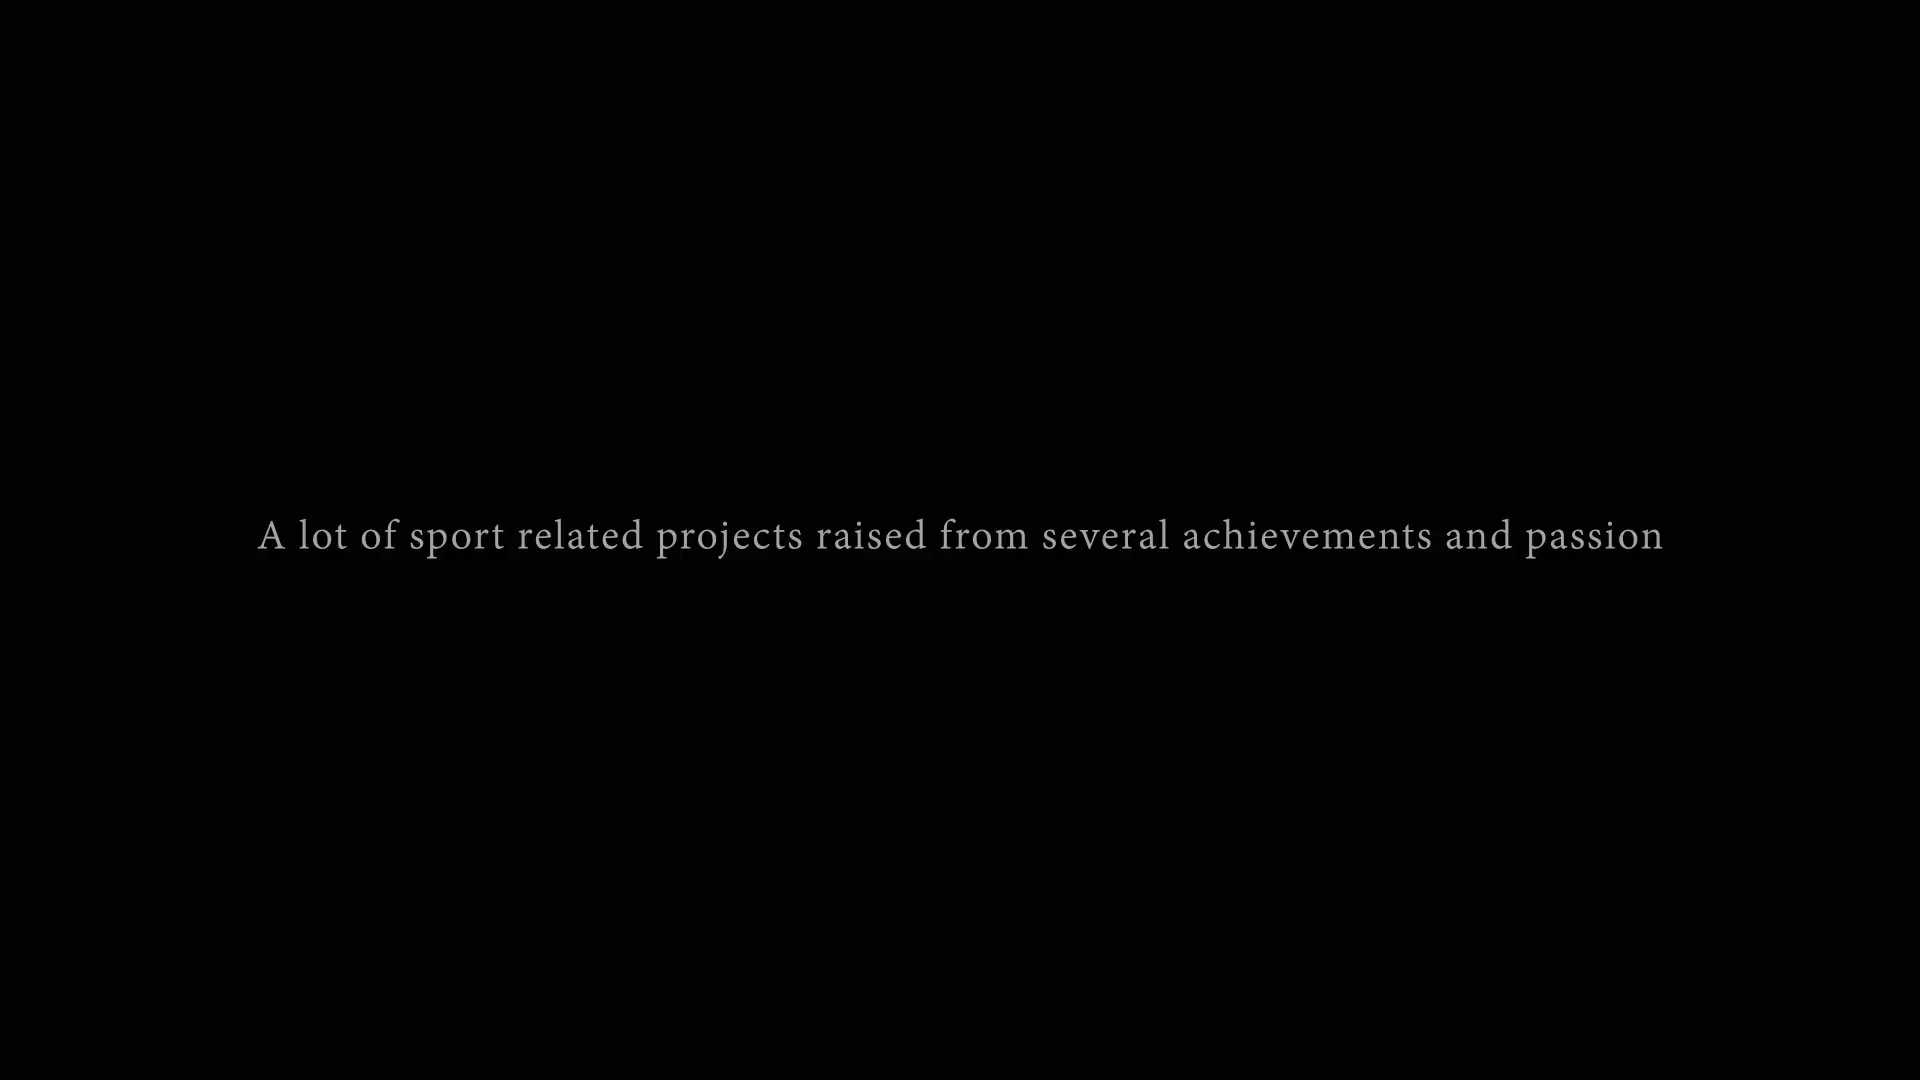 A lot of sport related projects raised from several achievements and passion